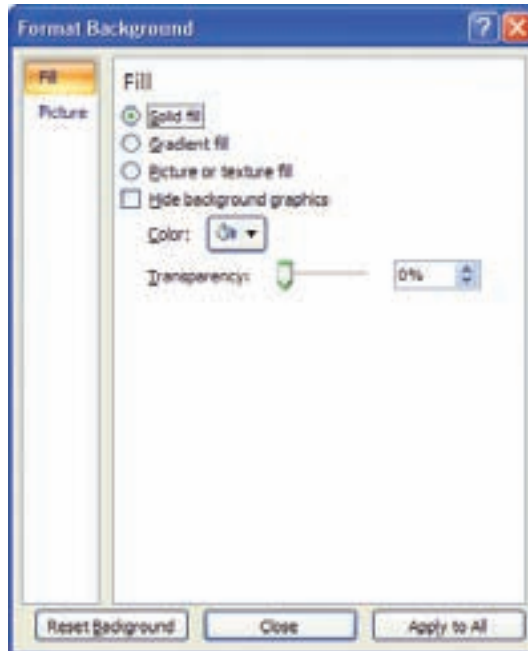 Format Background
Fill
Picture
Fill
Solid fill
Gradient fill
Picture or texture fill
Hide background graphics
Color:
Transparency: 0%
Reset Background Close Apply to All